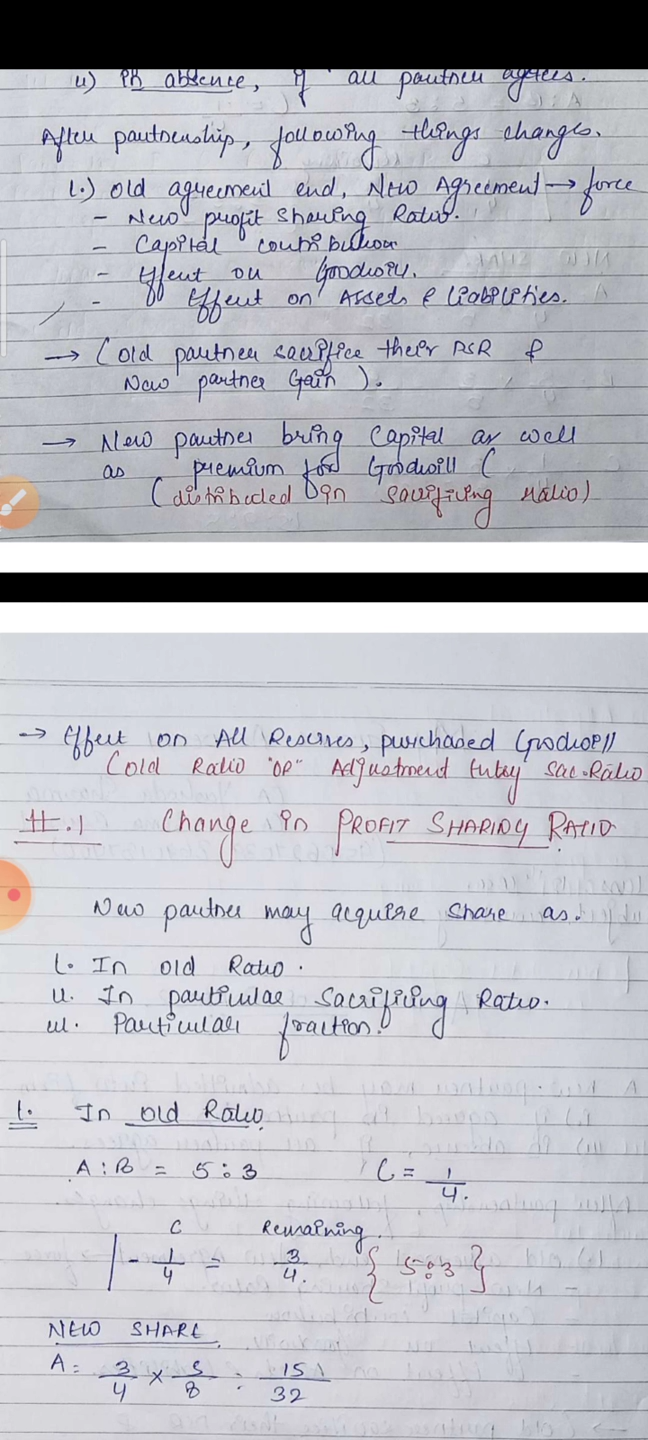 ii) In absence, if all partner agrees.
After partnership, following things changes.
i.) Old agreement end, New Agreement → force
- New profit Sharing Ratio.
- Capital contribution
- Effect on Goodwill.
- Effect on Assets & liabilities.
→ (Old partner sacrifice their PSR &
New partner Gain ).
→ New partner bring Capital as well
as premium for Goodwill (
(distributed in sacrificing ratio)
→ Effect on All Reserves, purchased Goodwill
(Old Ratio "OR" Adjustment Entry Sac. Ratio
#.1 Change in PROFIT SHARING RATIO
New partner may acquire share as.
i. In old Ratio.
ii. In particular Sacrificing Ratio.
iii. Particular fraction.
1. In old Ratio
A:B = 5:3 C = 1/4.
C Remaining.
1 - 1/4 = 3/4. { 5:3 }
NEW SHARE
A = 3/4 × 5/8 = 15/32